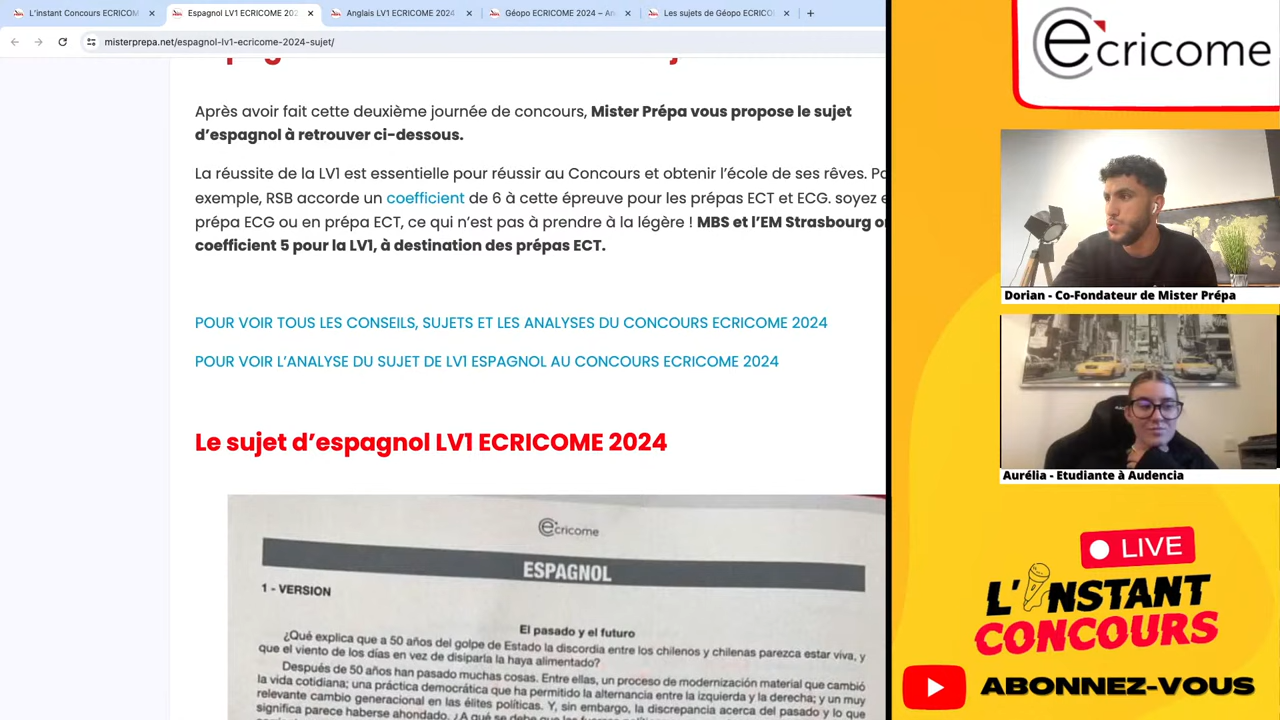 L'instant Concours ECRICOME
Espagnol LV1 ECRICOME 202
Anglais LV1 ECRICOME 2024
Géopo ECRICOME 2024 – An
Les sujets de Géopo ECRICO
misterprepa.net/espagnol-lv1-ecricome-2024-sujet/
Après avoir fait cette deuxième journée de concours, Mister Prépa vous propose le sujet
d'espagnol à retrouver ci-dessous.
La réussite de la LV1 est essentielle pour réussir au Concours et obtenir l'école de ses rêves. Pa
exemple, RSB accorde un coefficient de 6 à cette épreuve pour les prépas ECT et ECG. soyez e
prépa ECG ou en prépa ECT, ce qui n'est pas à prendre à la légère ! MBS et l'EM Strasbourg o
coefficient 5 pour la LV1, à destination des prépas ECT.
POUR VOIR TOUS LES CONSEILS, SUJETS ET LES ANALYSES DU CONCOURS ECRICOME 2024
POUR VOIR L'ANALYSE DU SUJET DE LV1 ESPAGNOL AU CONCOURS ECRICOME 2024
Le sujet d'espagnol LV1 ECRICOME 2024
ecricome
ESPAGNOL
1 - VERSION
El pasado y el futuro
¿Qué explica que a 50 años del golpe de Estado la discordia entre los chilenos y chilenas parezca estar viva, y
que el viento de los días en vez de disiparla la haya alimentado?
Después de 50 años han pasado muchas cosas. Entre ellas, un proceso de modernización material que cambió
la vida cotidiana; una práctica democrática que ha permitido la alternancia entre la izquierda y la derecha; y un muy
relevante cambio generacional en las élites políticas. Y, sin embargo, la discrepancia acerca del pasado y lo que
significa parece haberse ahondado. ¿A qué se debe que las
ecricome
Dorian - Co-Fondateur de Mister Prépa
Aurélia - Etudiante à Audencia
LIVE
L'INSTANT
CONCOURS
ABONNEZ-VOUS